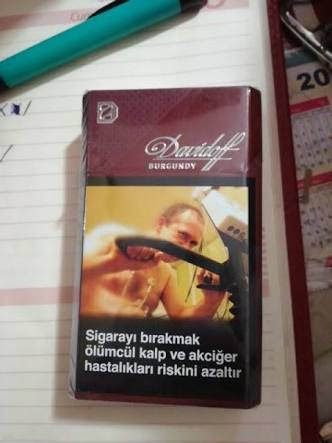 Davidoff
BURGUNDY
Sigarayı bırakmak
ölümcül kalp ve akciğer
hastalıkları riskini azaltır